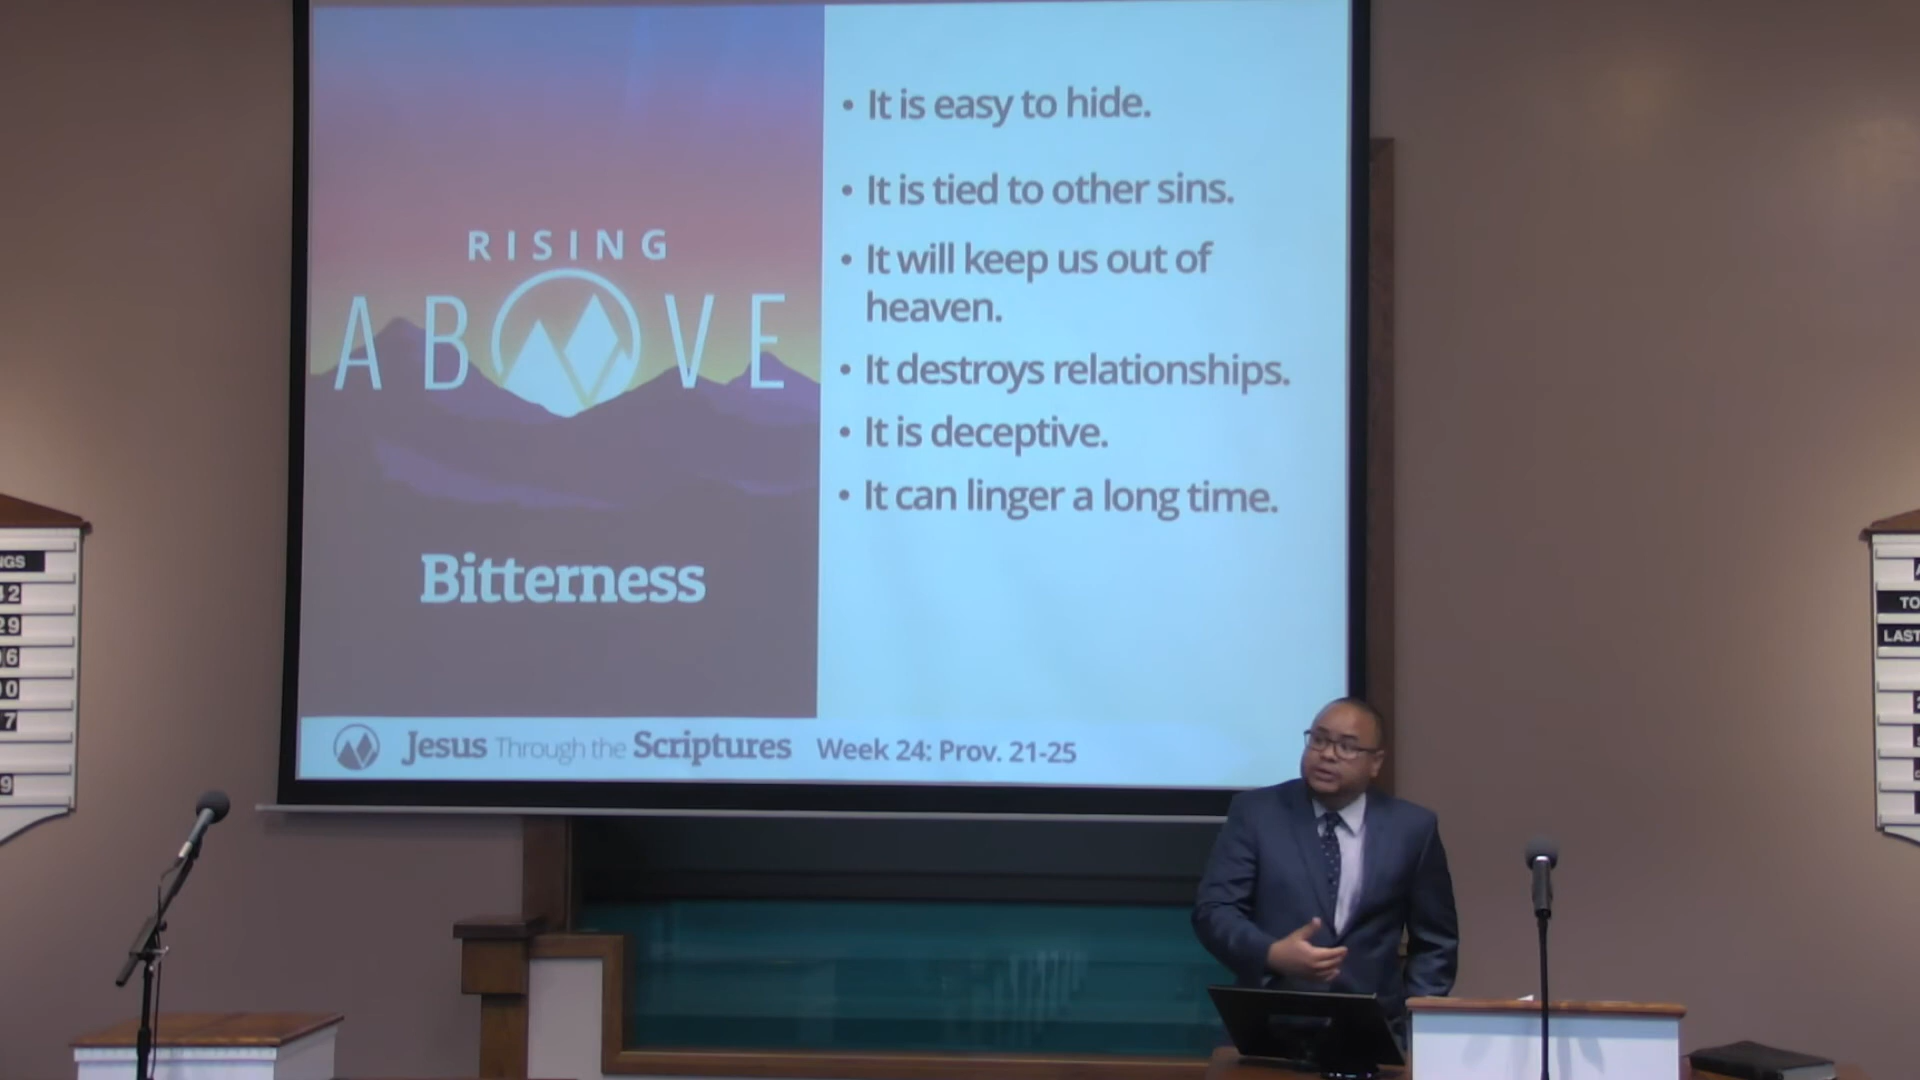 RISING
ABOVE
Bitterness
• It is easy to hide.
• It is tied to other sins.
• It will keep us out of
heaven.
• It destroys relationships.
• It is deceptive.
• It can linger a long time.
Jesus Through the Scriptures Week 24: Prov. 21-25
LAST